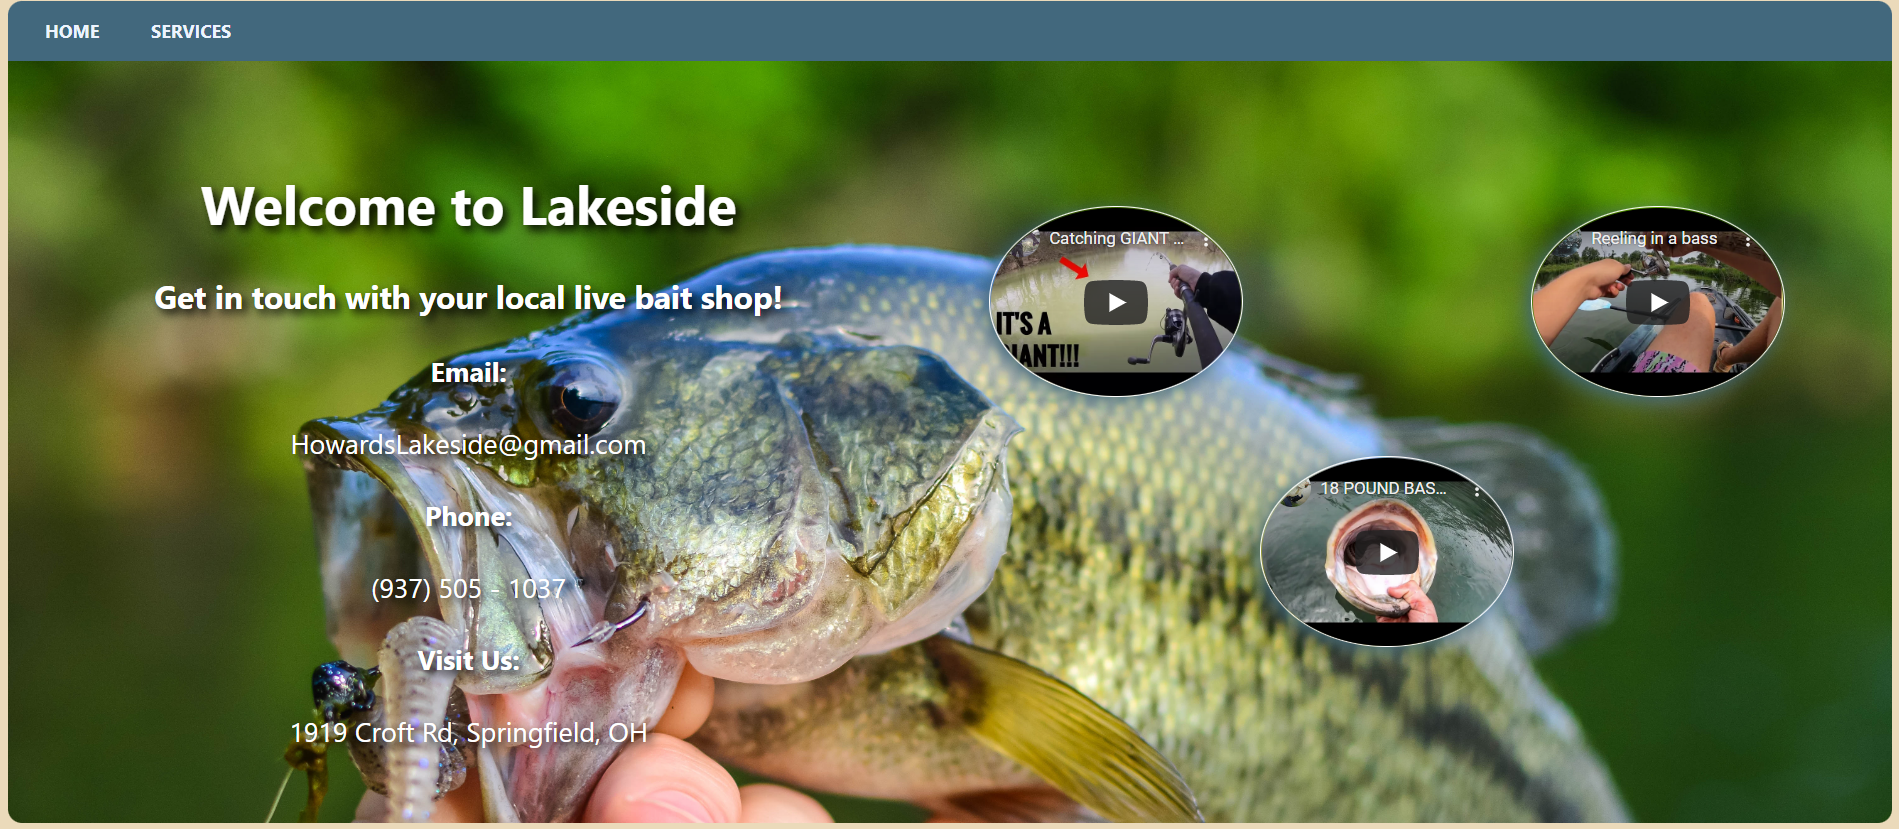 HOME SERVICES
Welcome to Lakeside
Get in touch with your local live bait shop!
Email:
HowardsLakeside@gmail.com
Phone:
(937) 505 - 1037
Visit Us:
1919 Croft Rd, Springfield, OH
Catching GIANT ...
IT'S A
GIANT!!!
Reeling in a bass
18 POUND BAS...